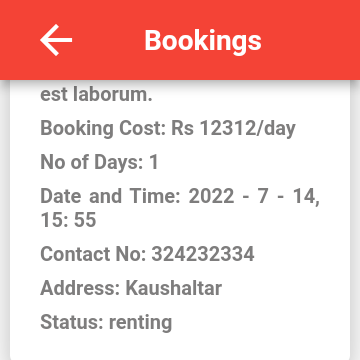 Bookings
est laborum.
Booking Cost: Rs 12312/day
No of Days: 1
Date and Time: 2022 - 7 - 14,
15: 55
Contact No: 324232334
Address: Kaushaltar
Status: renting